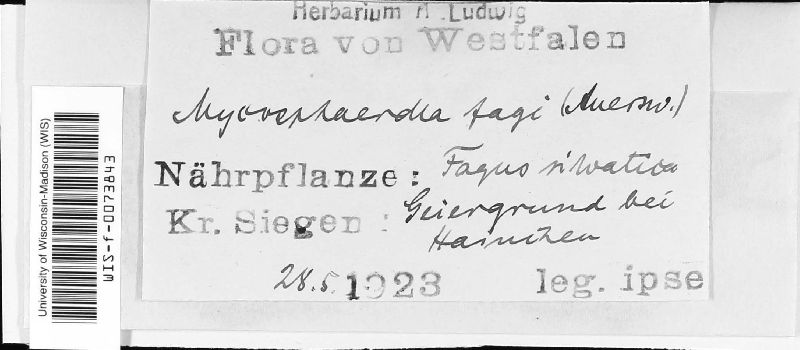 Herbarium A. Ludwig
Flora von Westfalen
Mycosphaerella fagi (Auersw.)
Nährpflanze: Fagus silvatica
Kr. Siegen: Geiergrund bei
Hainchen
28.5.1923 leg. ipse
University of Wisconsin-Madison (WIS)
WIS-f-0073643